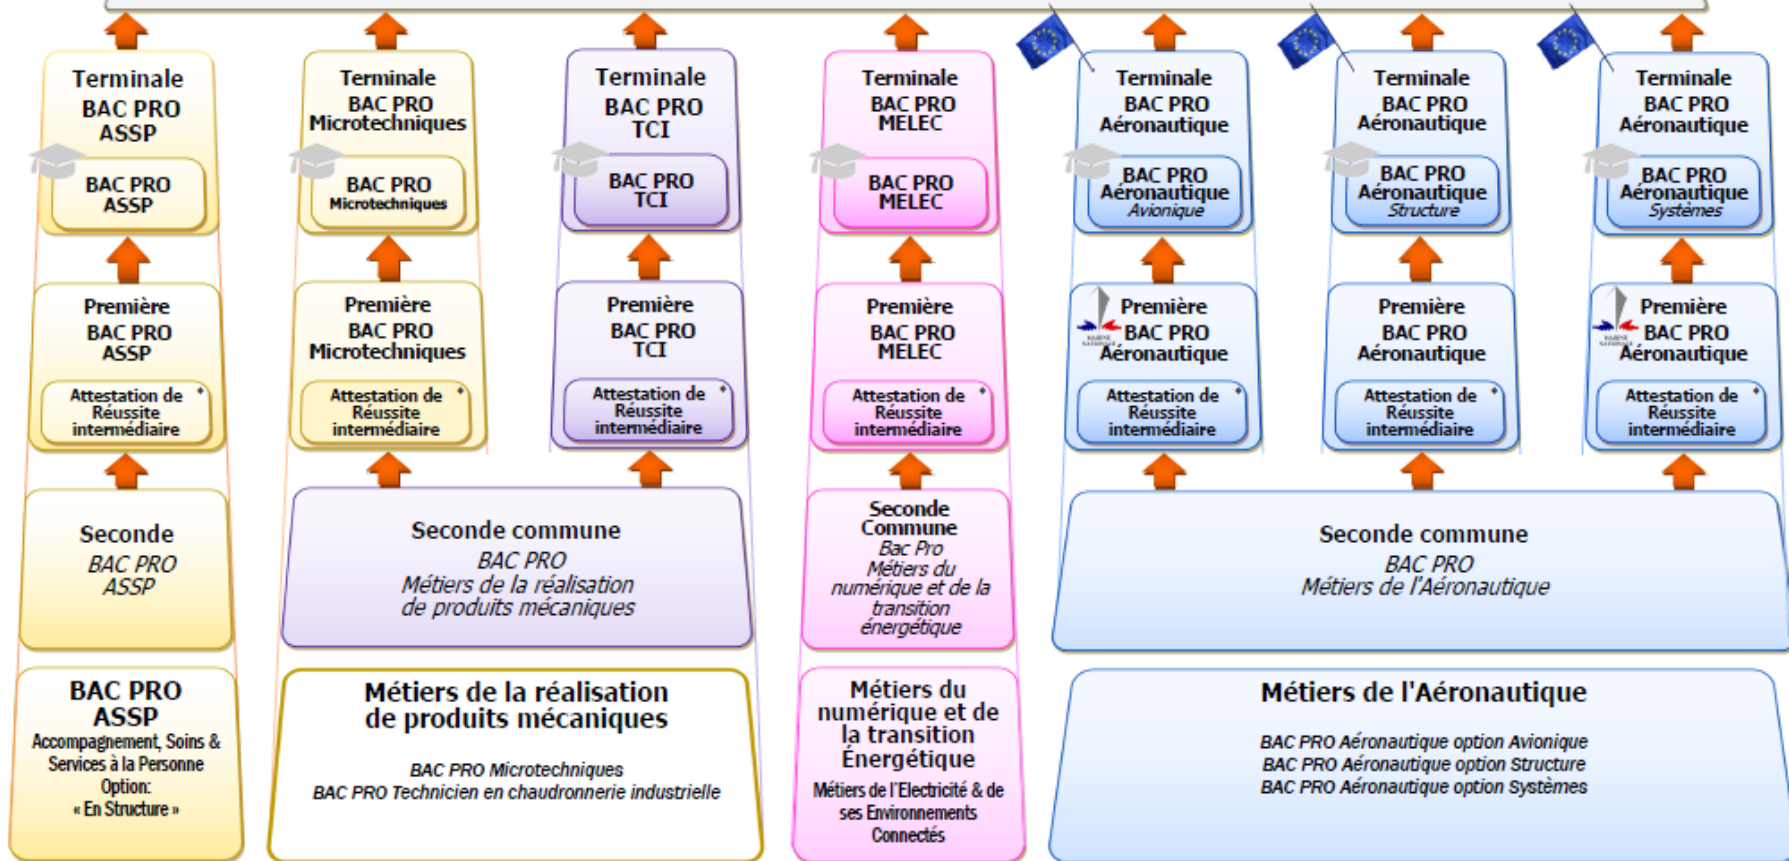 Terminale
BAC PRO
ASSP
BAC PRO
ASSP
Terminale
BAC PRO
Microtechniques
BAC PRO
Microtechniques
Terminale
BAC PRO
TCI
BAC PRO
TCI
Terminale
BAC PRO
MELEC
BAC PRO
MELEC
Terminale
BAC PRO
Aéronautique
BAC PRO
Aéronautique
Avionique
Terminale
BAC PRO
Aéronautique
BAC PRO
Aéronautique
Structure
Terminale
BAC PRO
Aéronautique
BAC PRO
Aéronautique
Systèmes
Première
BAC PRO
ASSP
Attestation de *
Réussite
intermédiaire
Première
BAC PRO
Microtechniques
Attestation de *
Réussite
intermédiaire
Première
BAC PRO
TCI
Attestation de *
Réussite
intermédiaire
Première
BAC PRO
MELEC
Attestation de *
Réussite
intermédiaire
Première
BAC PRO
Aéronautique
Attestation de *
Réussite
intermédiaire
Première
BAC PRO
Aéronautique
Attestation de *
Réussite
intermédiaire
Première
BAC PRO
Aéronautique
Attestation de *
Réussite
intermédiaire
Seconde
BAC PRO
ASSP
Seconde commune
BAC PRO
Métiers de la réalisation
de produits mécaniques
Seconde
Commune
Bac Pro
Métiers du
numérique et de la
transition
énergétique
Seconde commune
BAC PRO
Métiers de l'Aéronautique
BAC PRO
ASSP
Accompagnement, Soins &
Services à la Personne
Option:
« En Structure »
Métiers de la réalisation
de produits mécaniques
BAC PRO Microtechniques
BAC PRO Technicien en chaudronnerie industrielle
Métiers du
numérique et de
la transition
Énergétique
Métiers de l'Electricité & de
ses Environnements
Connectés
Métiers de l'Aéronautique
BAC PRO Aéronautique option Avionique
BAC PRO Aéronautique option Structure
BAC PRO Aéronautique option Systèmes